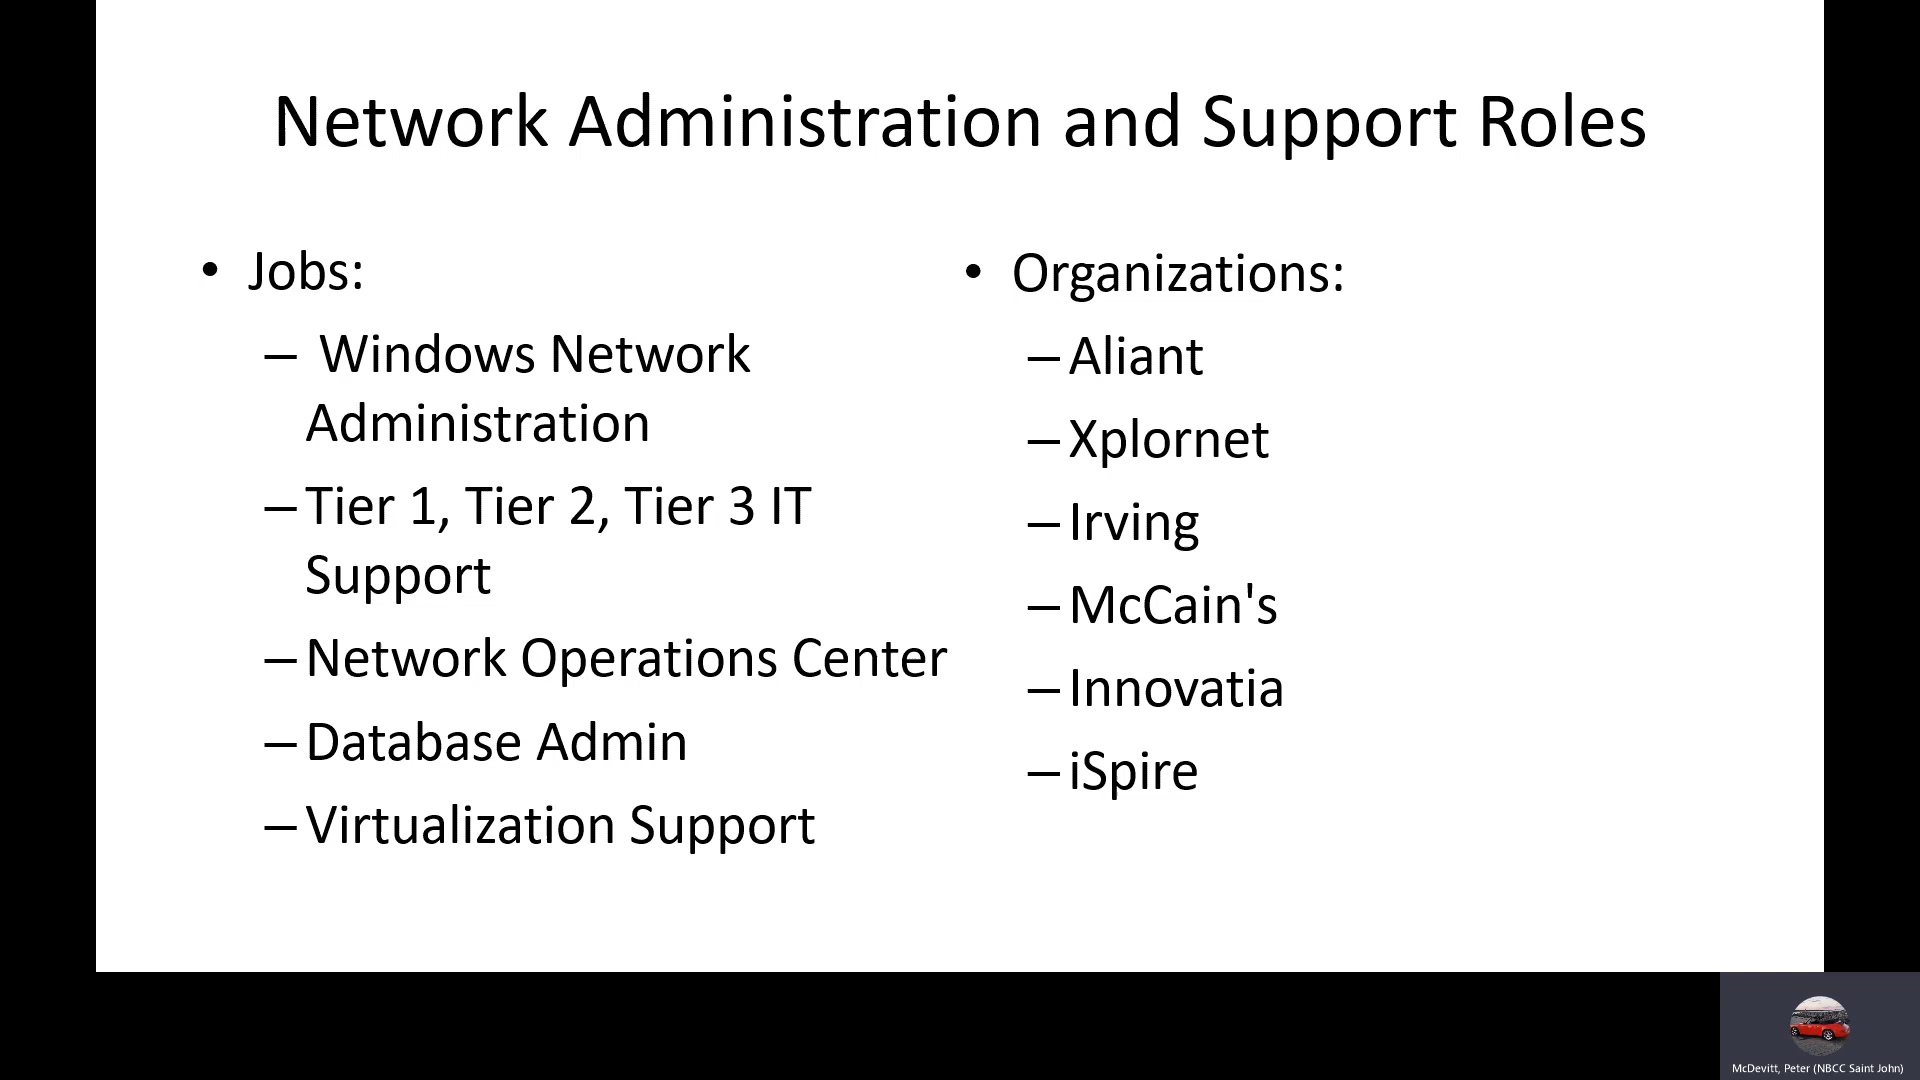 Network Administration and Support Roles
• Jobs:
– Windows Network
Administration
– Tier 1, Tier 2, Tier 3 IT
Support
– Network Operations Center
– Database Admin
– Virtualization Support
• Organizations:
– Aliant
– Xplornet
– Irving
– McCain's
– Innovatia
– iSpire
McDevitt, Peter (NBCC Saint John)